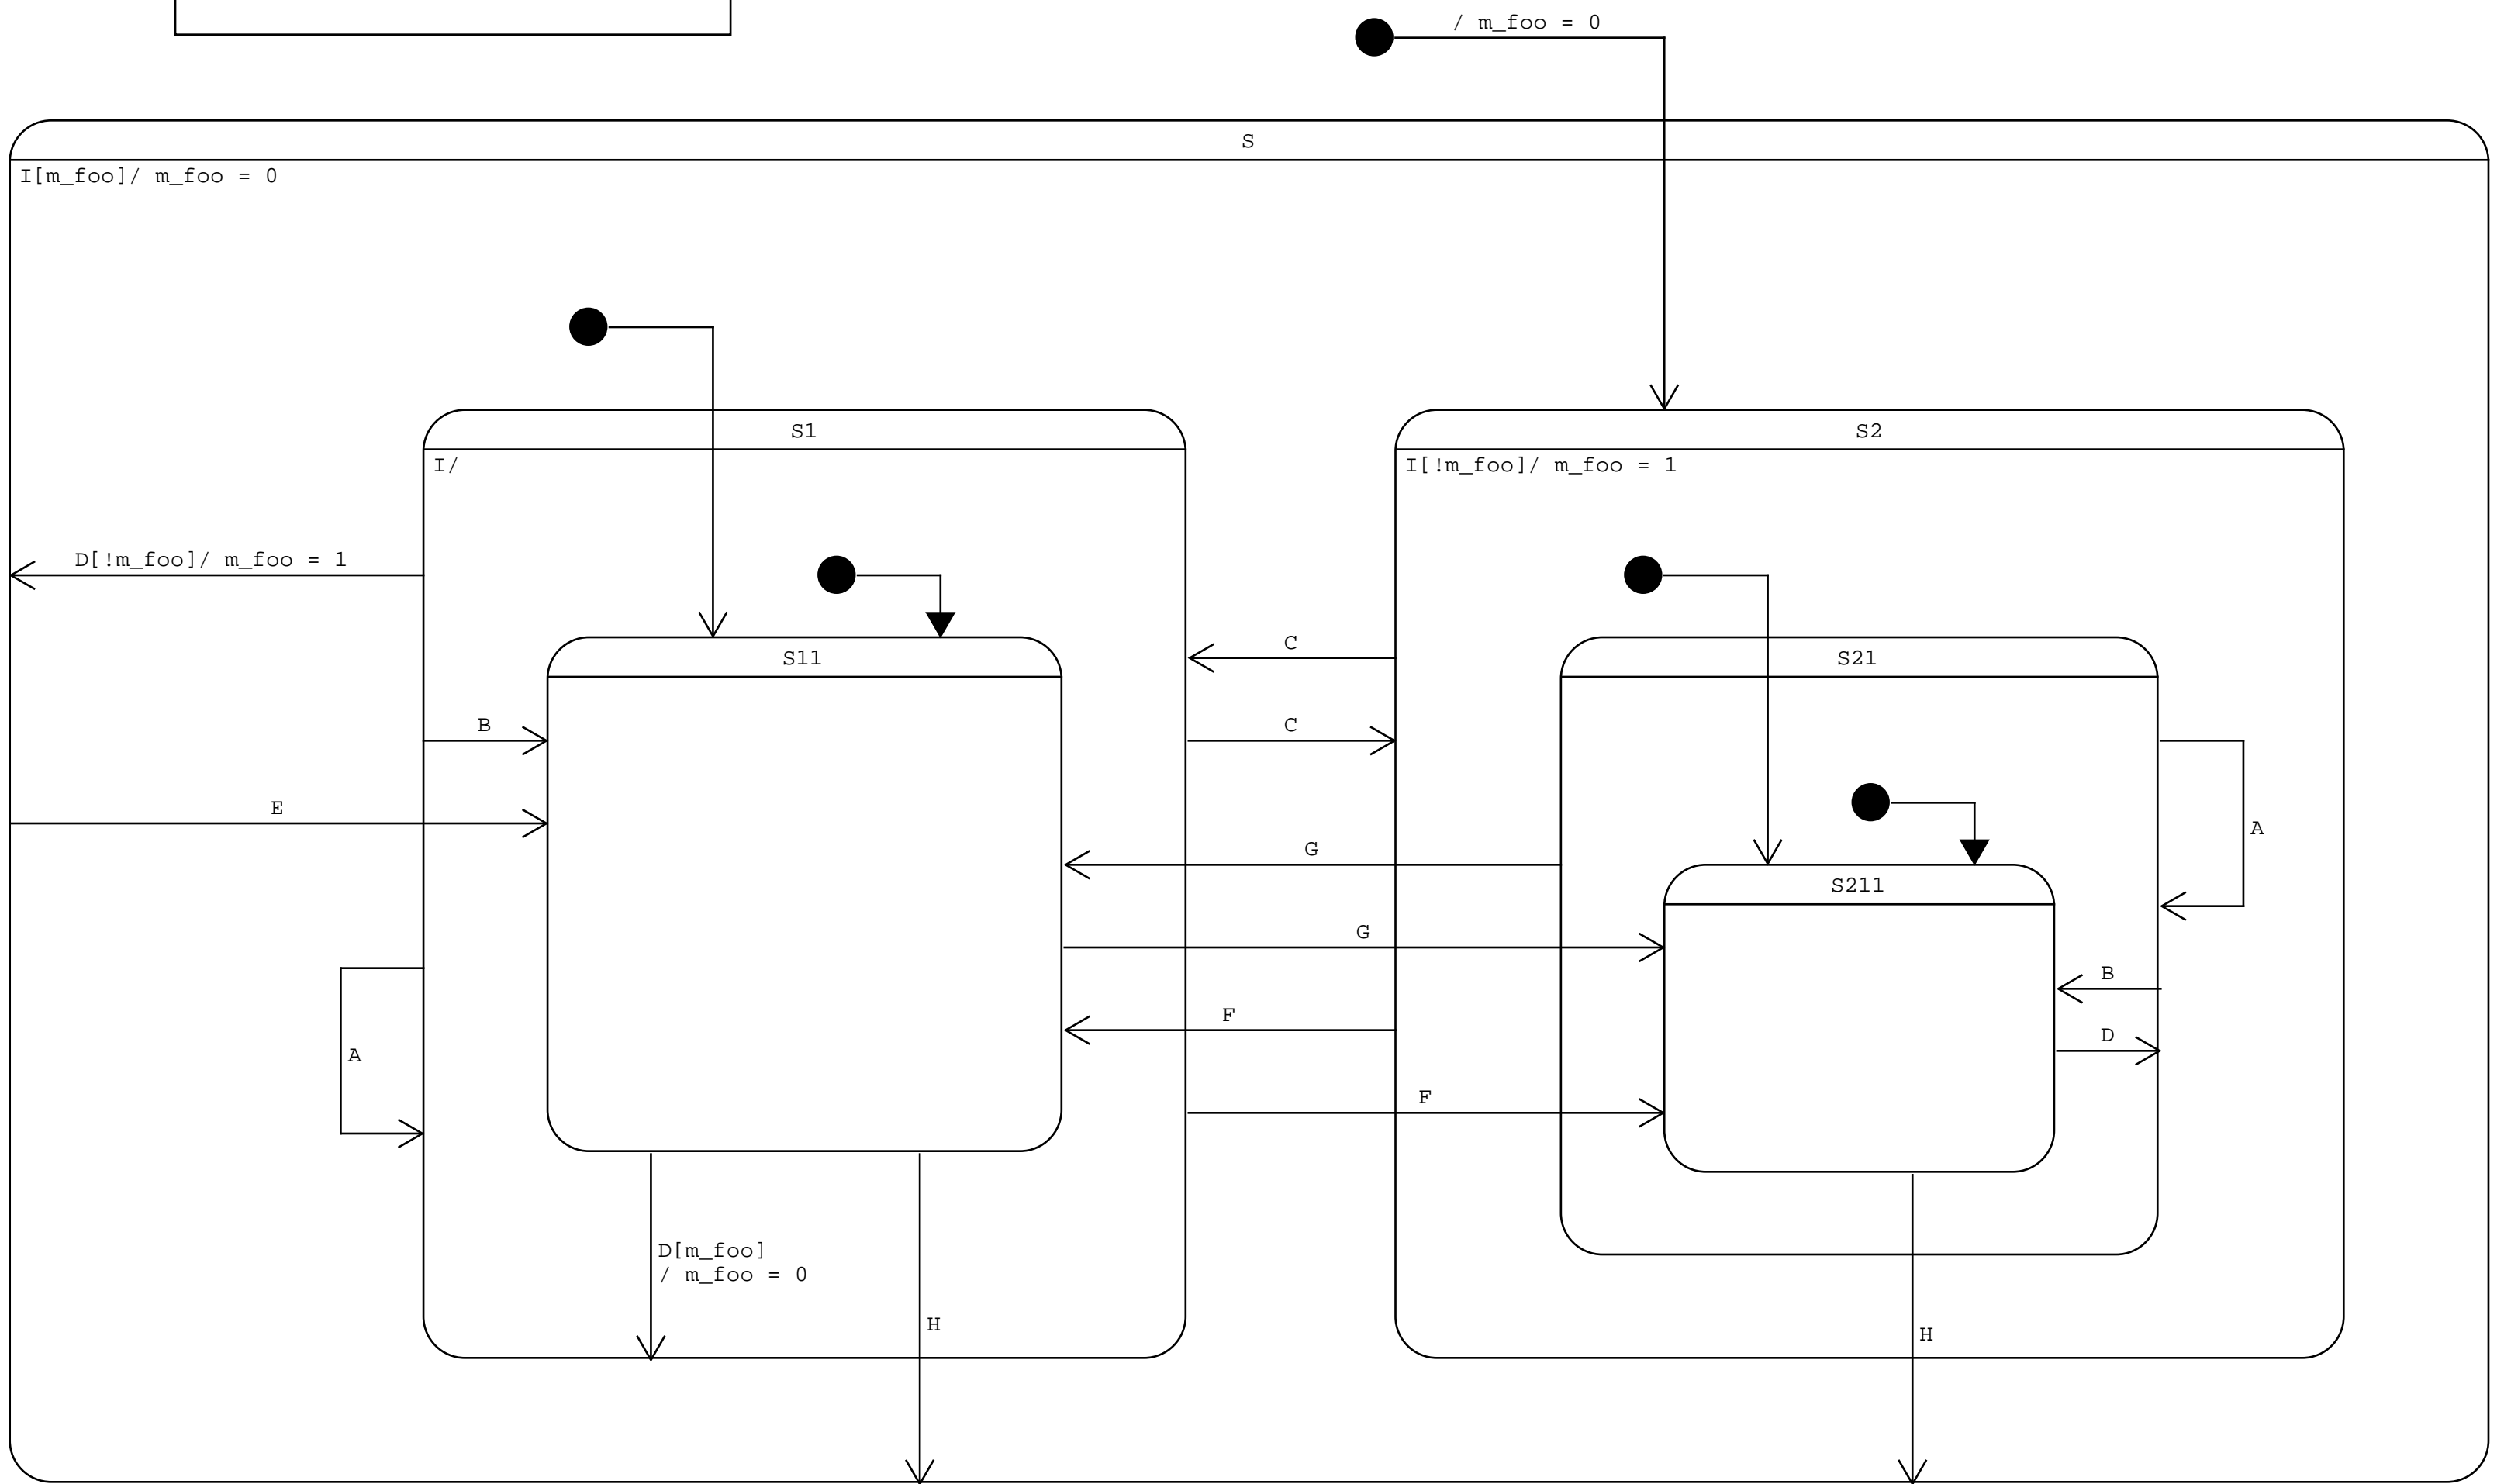 / m_foo = 0
S
I[m_foo]/ m_foo = 0
S1
S2
I/
I[!m_foo]/ m_foo = 1
D[!m_foo]/ m_foo = 1
C
S11
S21
B
C
E
A
G
S211
G
B
F
D
A
F
D[m_foo]
/ m_foo = 0
H
H